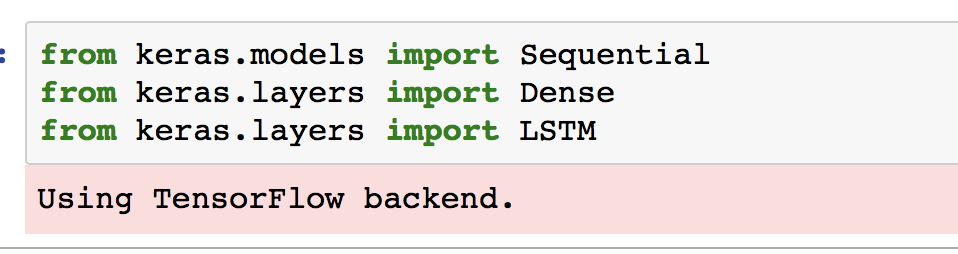 :
from keras.models import Sequential
from keras.layers import Dense
from keras.layers import LSTM
Using TensorFlow backend.